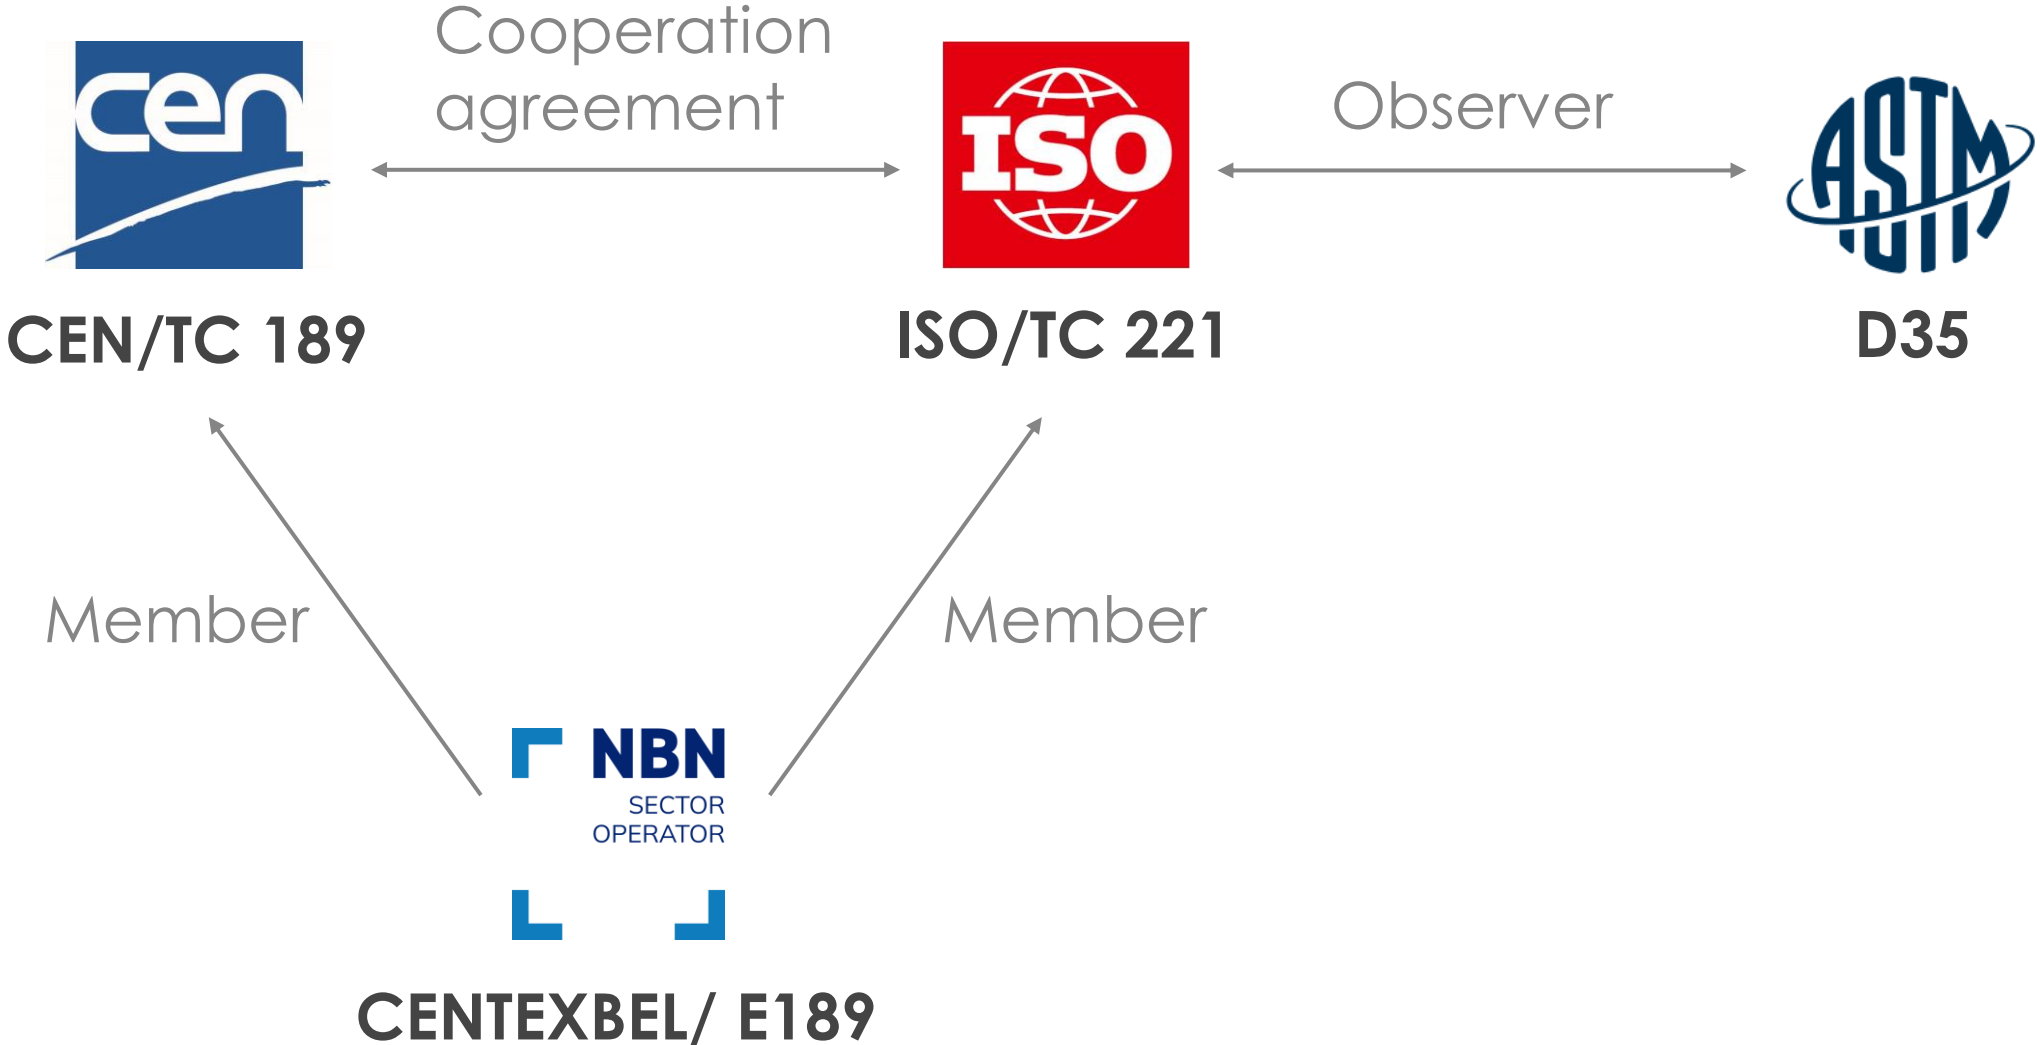 Cooperation
agreement
cen
ISO
Observer
ASTM
CEN/TC 189
ISO/TC 221
D35
Member
Member
NBN
SECTOR
OPERATOR
CENTEXBEL/ E189